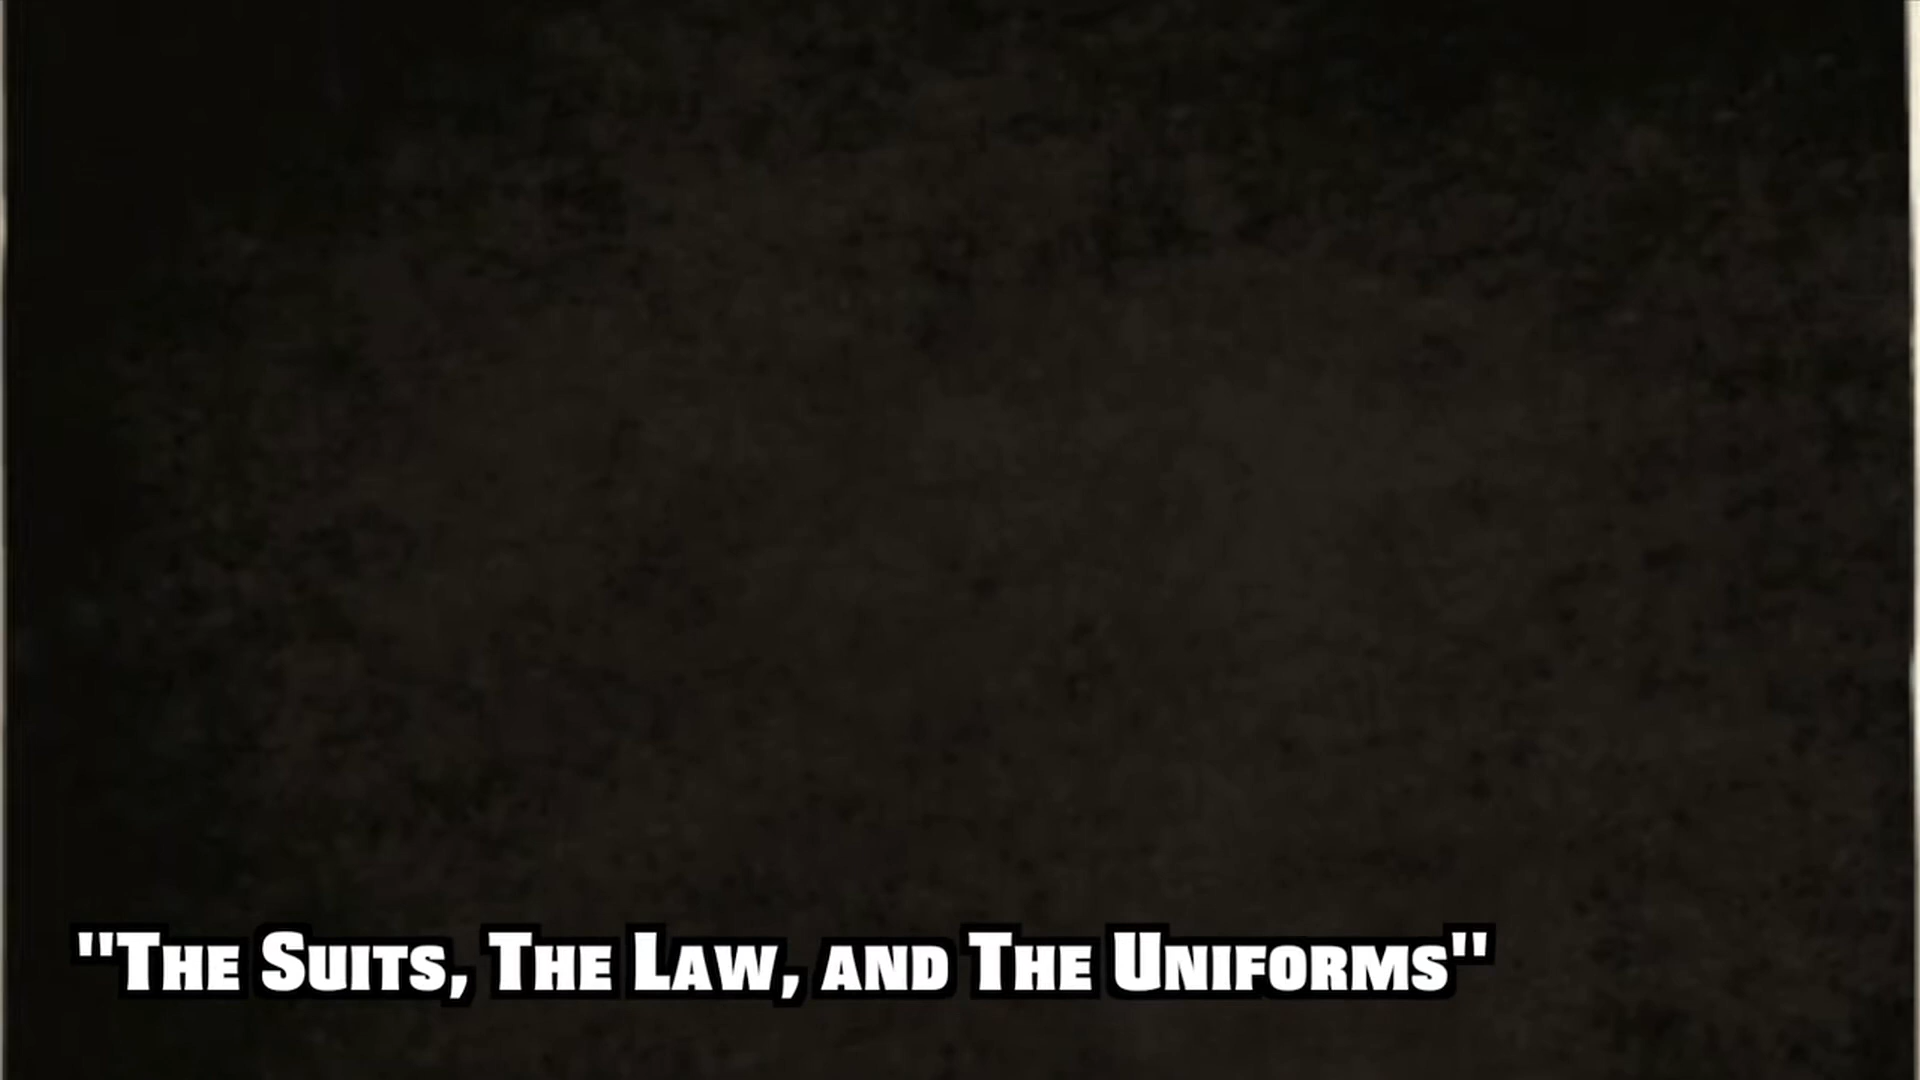 "The Suits, The Law, and The Uniforms"